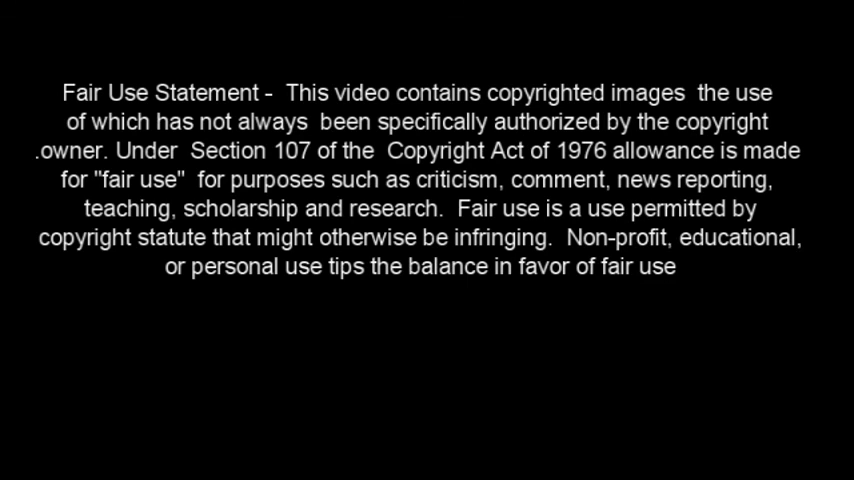 Fair Use Statement -  This video contains copyrighted images  the use
of which has not always  been specifically authorized by the copyright
.owner. Under  Section 107 of the  Copyright Act of 1976 allowance is made
for "fair use"  for purposes such as criticism, comment, news reporting,
teaching, scholarship and research.  Fair use is a use permitted by
copyright statute that might otherwise be infringing.  Non-profit, educational,
or personal use tips the balance in favor of fair use